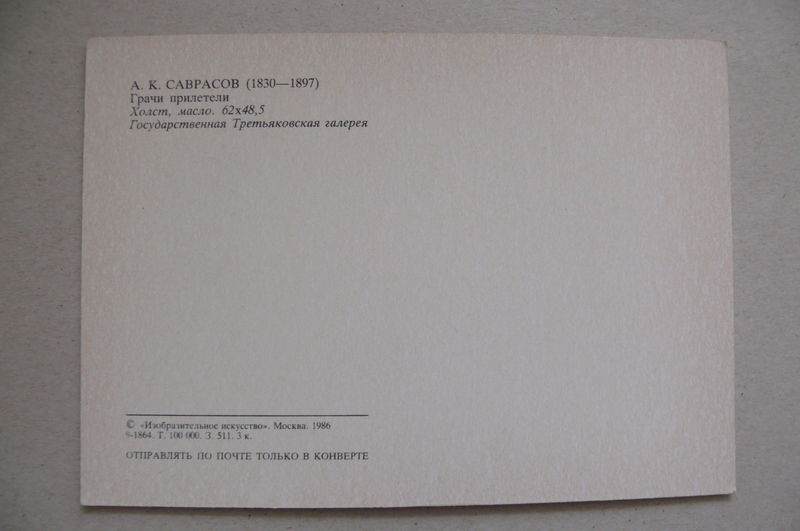 А. К. САВРАСОВ (1830—1897)
Грачи прилетели
Холст, масло. 62х48,5
Государственная Третьяковская галерея
© «Изобразительное искусство». Москва. 1986
9-1864. Т. 100 000. З. 511. 3 к.
ОТПРАВЛЯТЬ ПО ПОЧТЕ ТОЛЬКО В КОНВЕРТЕ